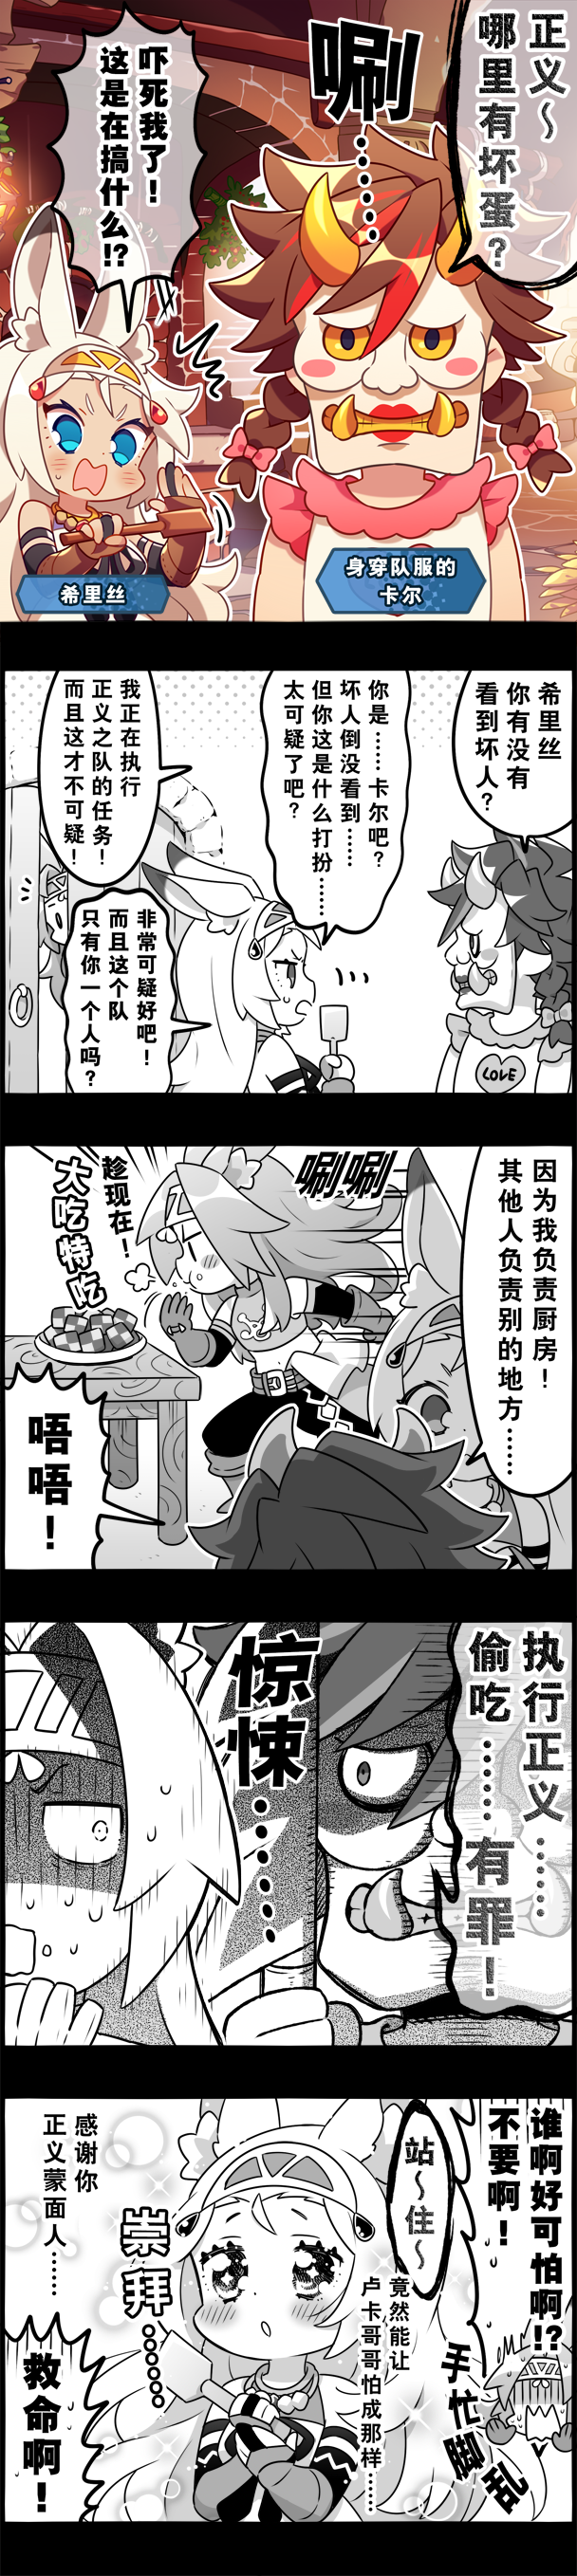 正义～
哪里有坏蛋？
唰……
吓死我了！
这是在搞什么!?
身穿队服的
卡尔
希里丝
希里丝
你有没有
看到坏人？
你是……卡尔吧？
坏人倒没看到……
但你这是什么打扮……
太可疑了吧？
我正在执行
正义之队的任务！
而且这才不可疑！
非常可疑好吧！
而且这个队
只有你一个人吗？
LOVE
因为我负责厨房！
其他人负责别的地方……
唰唰
趁现在！
大吃特吃
唔唔！
执行正义……
偷吃……有罪！
惊悚……
谁啊好可怕啊!?
不要啊！
手忙脚乱
站～住～
竟然能让
卢卡哥哥怕成那样……
崇拜……
感谢你
正义蒙面人……
救命啊！